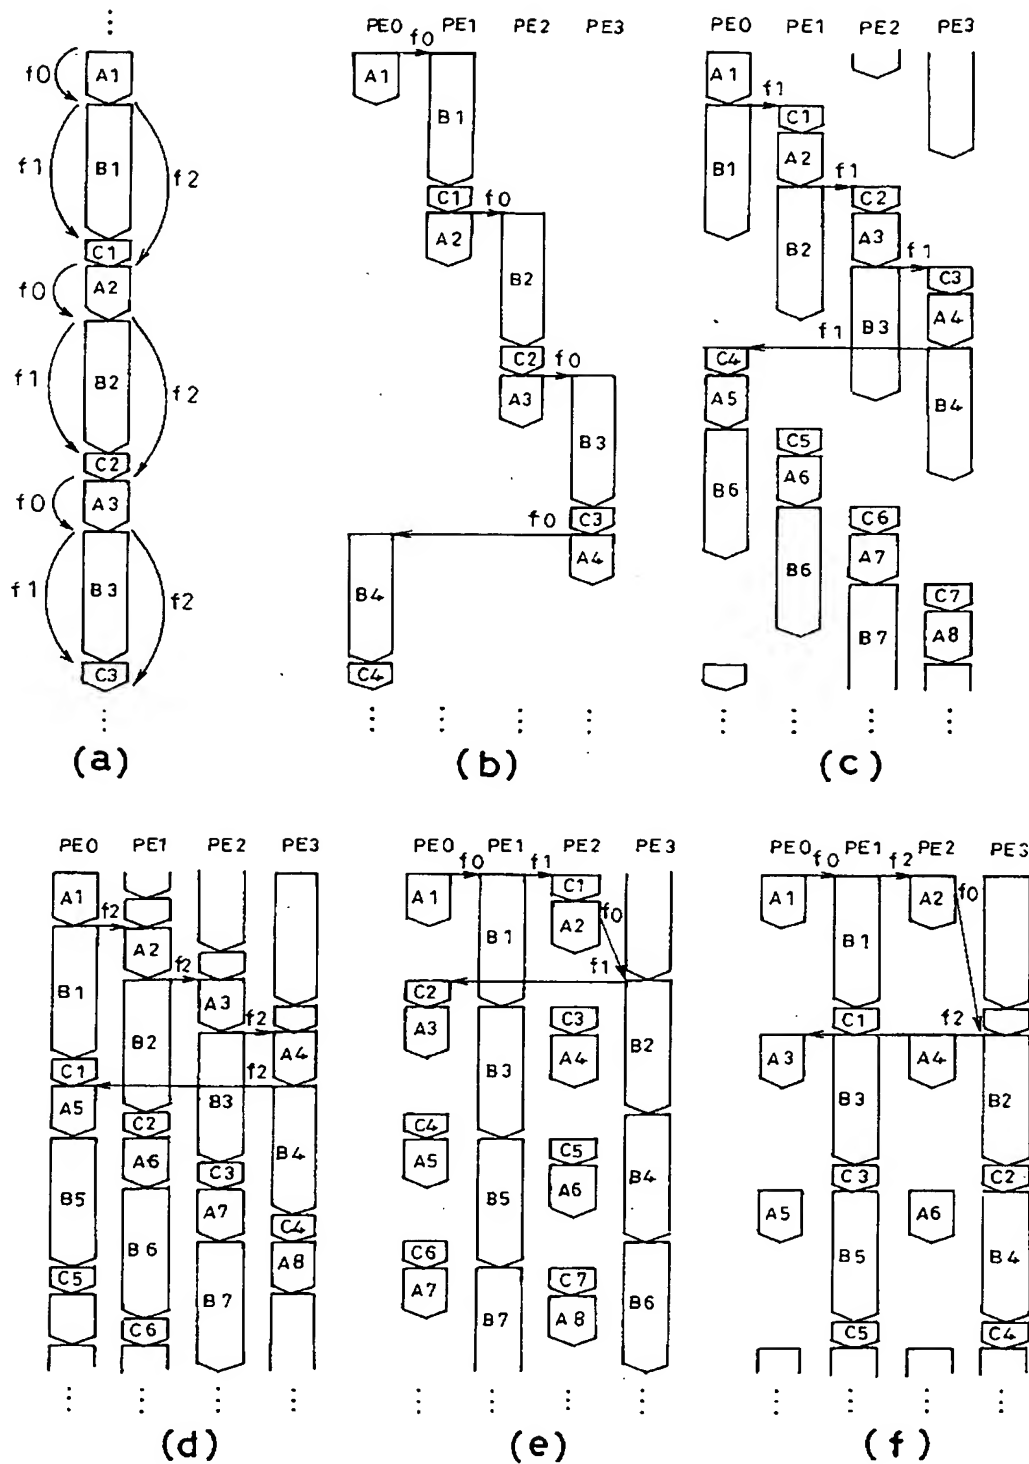 f0
A1
f1
B1
f2
C1
f0
A2
f1
B2
f2
C2
f0
A3
f1
B3
f2
C3
(a)
PE0 PE1 PE2 PE3
f0
A1
B1
C1
f0
A2
B2
C2
f0
A3
B3
f0
C3
A4
B4
C4
(b)
PE0 PE1 PE2 PE3
A1
f1
C1
B1
A2
f1
C2
B2
A3
f1
C3
f1
B3
A4
C4
A5
B4
C5
B6
A6
C6
B6
A7
C7
B7
A8
(c)
PE0 PE1 PE2 PE3
A1
f2
A2
f2
B1
A3
f2
B2
A4
C1
f2
A5
B3
C2
B4
A6
C3
B5
A7
C4
B6
A8
C5
B7
C6
(d)
PE0 f0 PE1 f1 PE2 PE3
C1
A1
f0
A2
B1
f1
C2
C3
A3
B2
B3
A4
C4
C5
A5
B4
A6
B5
C6
C7
A7
B7
A8
B6
(e)
PE0 f0 PE1 f2 PE2 PE3
A1
A2
f0
B1
C1
f2
A3
A4
B3
B2
C3
C2
A5
A6
B5
B4
C5
C4
(f)